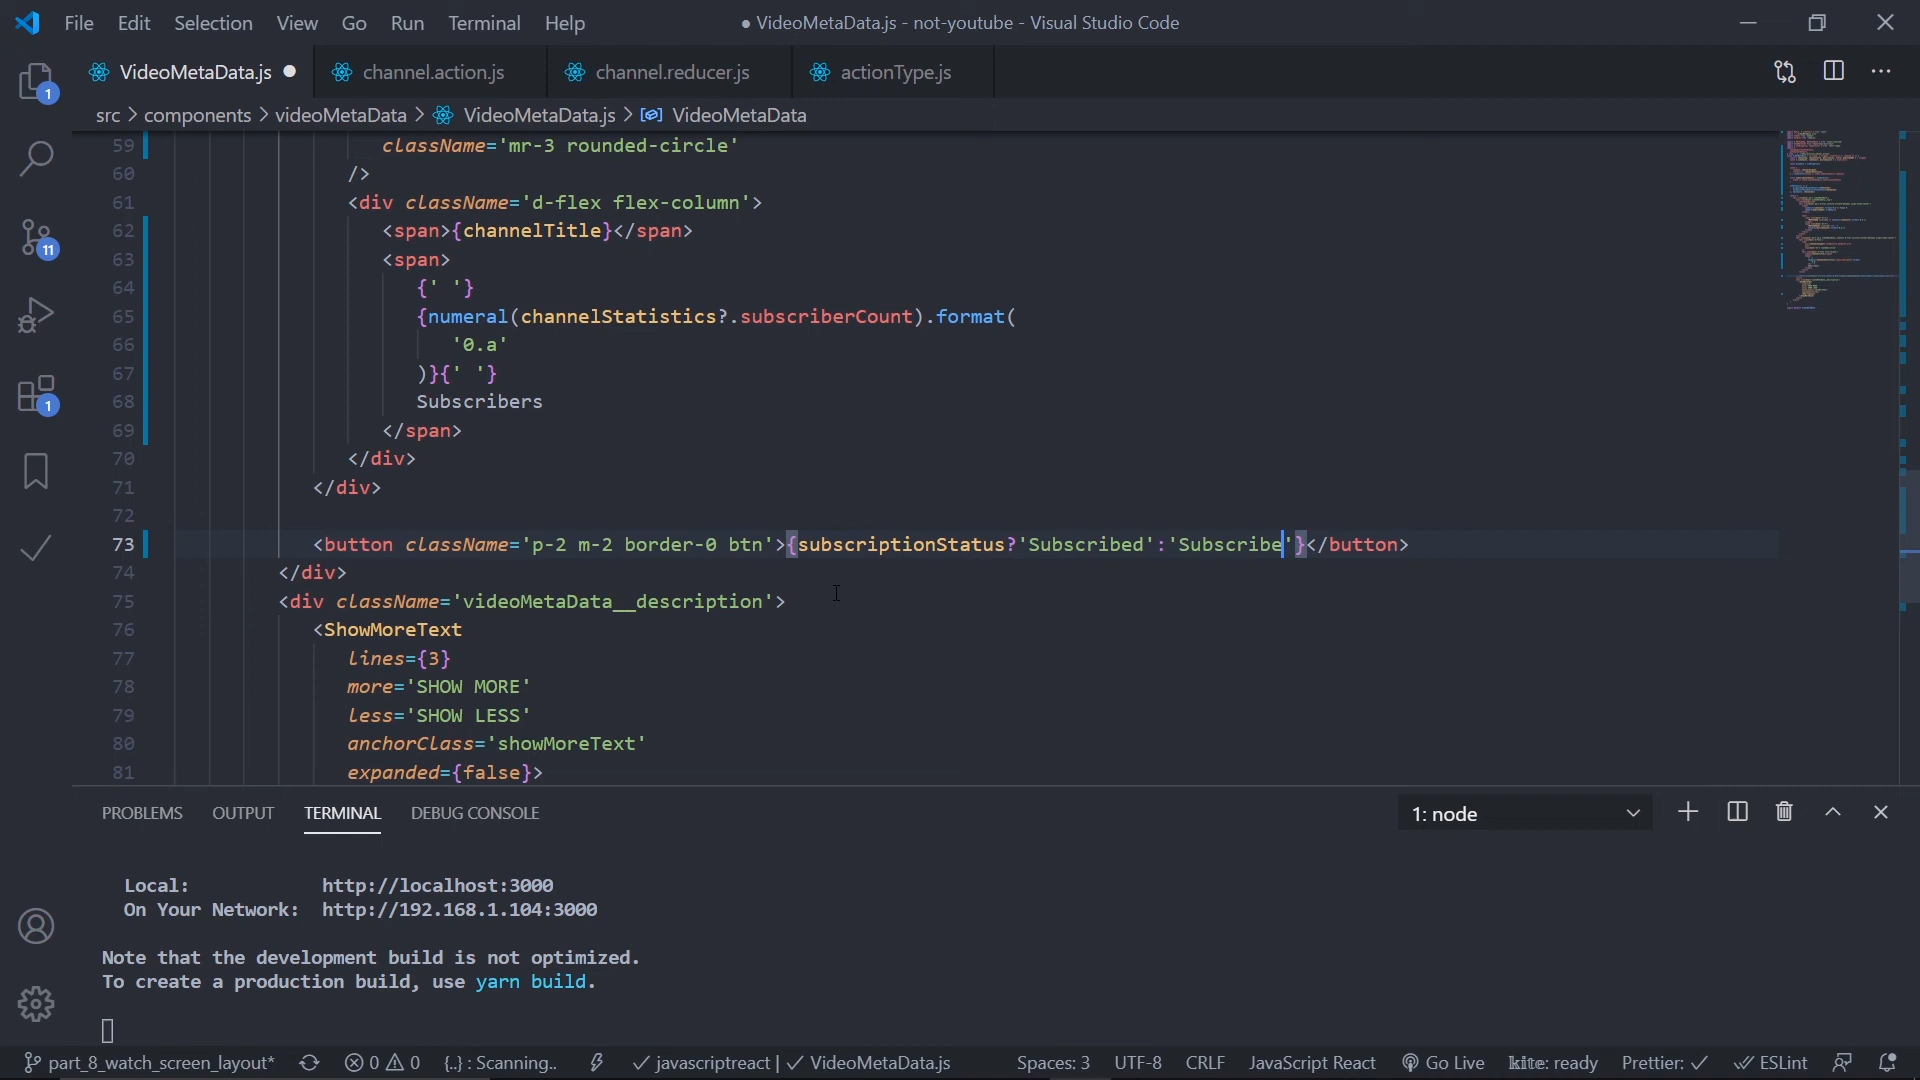 File Edit Selection View Go Run Terminal Help ● VideoMetaData.js - not-youtube - Visual Studio Code
VideoMetaData.js ● channel.action.js channel.reducer.js actionType.js
src > components > videoMetaData > VideoMetaData.js > VideoMetaData
1
11
1
59 className='mr-3 rounded-circle'
60 />
61 <div className='d-flex flex-column'>
62 <span>{channelTitle}</span>
63 <span>
64 {' '}
65 {numeral(channelStatistics?.subscriberCount).format(
66 '0.a'
67 )}{' '}
68 Subscribers
69 </span>
70 </div>
71 </div>
72
73 <button className='p-2 m-2 border-0 btn'>{subscriptionStatus?'Subscribed':'Subscribe'}</button>
74 </div>
75 <div className='videoMetaData__description'>
76 <ShowMoreText
77 lines={3}
78 more='SHOW MORE'
79 less='SHOW LESS'
80 anchorClass='showMoreText'
81 expanded={false}>
PROBLEMS OUTPUT TERMINAL DEBUG CONSOLE 1: node
Local: http://localhost:3000
On Your Network: http://192.168.1.104:3000
Note that the development build is not optimized.
To create a production build, use yarn build.
part_8_watch_screen_layout* 0 0 {..} : Scanning.. javascriptreact | VideoMetaData.js Spaces: 3 UTF-8 CRLF JavaScript React Go Live kite: ready Prettier: ✓ ESLint